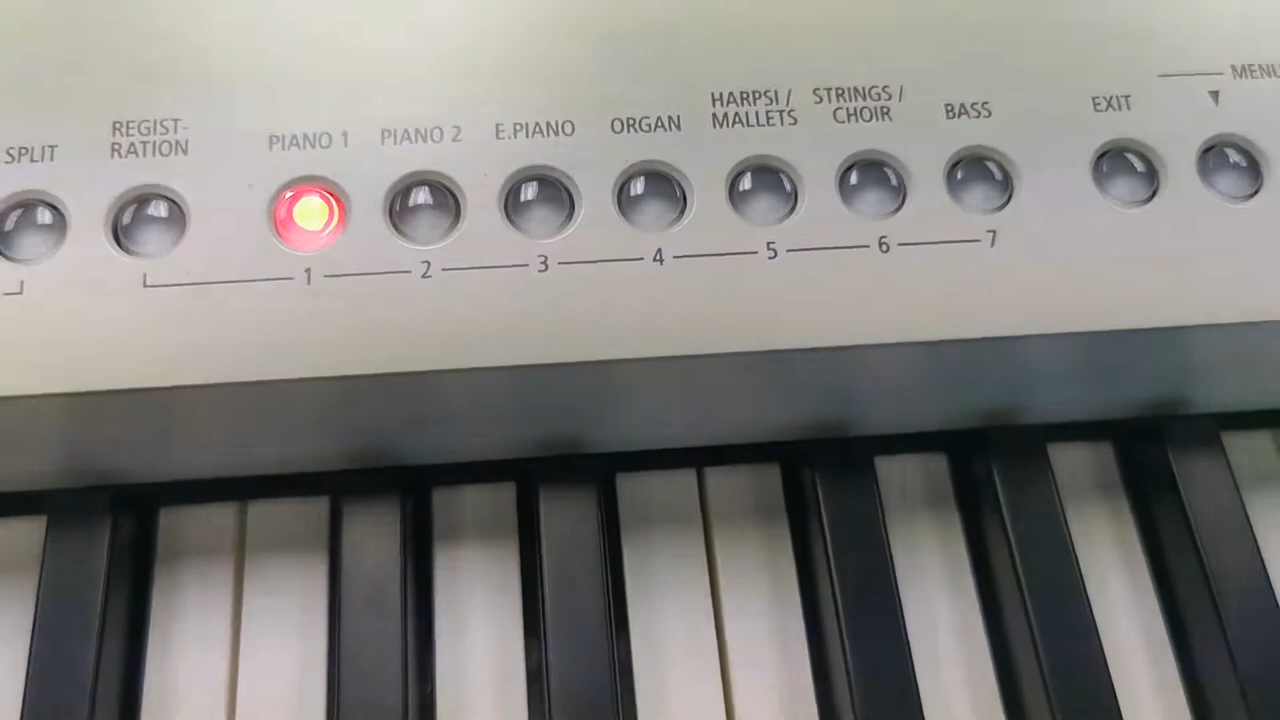 SPLIT
REGIST-
RATION
PIANO 1
PIANO 2
E.PIANO
ORGAN
HARPSI /
MALLETS
STRINGS /
CHOIR
BASS
EXIT
MENU
1 2 3 4 5 6 7